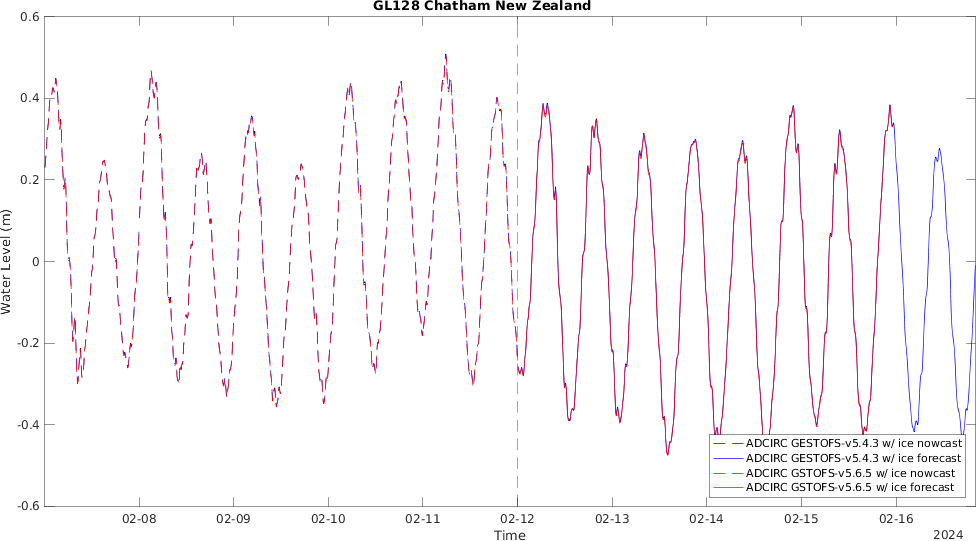 GL128 Chatham New Zealand
0.6
0.4
0.2
0
-0.2
-0.4
-0.6
Water Level (m)
ADCIRC GESTOFS-v5.4.3 w/ ice nowcast
ADCIRC GESTOFS-v5.4.3 w/ ice forecast
ADCIRC GSTOFS-v5.6.5 w/ ice nowcast
ADCIRC GSTOFS-v5.6.5 w/ ice forecast
02-08 02-09 02-10 02-11 02-12 02-13 02-14 02-15 02-16
Time
2024